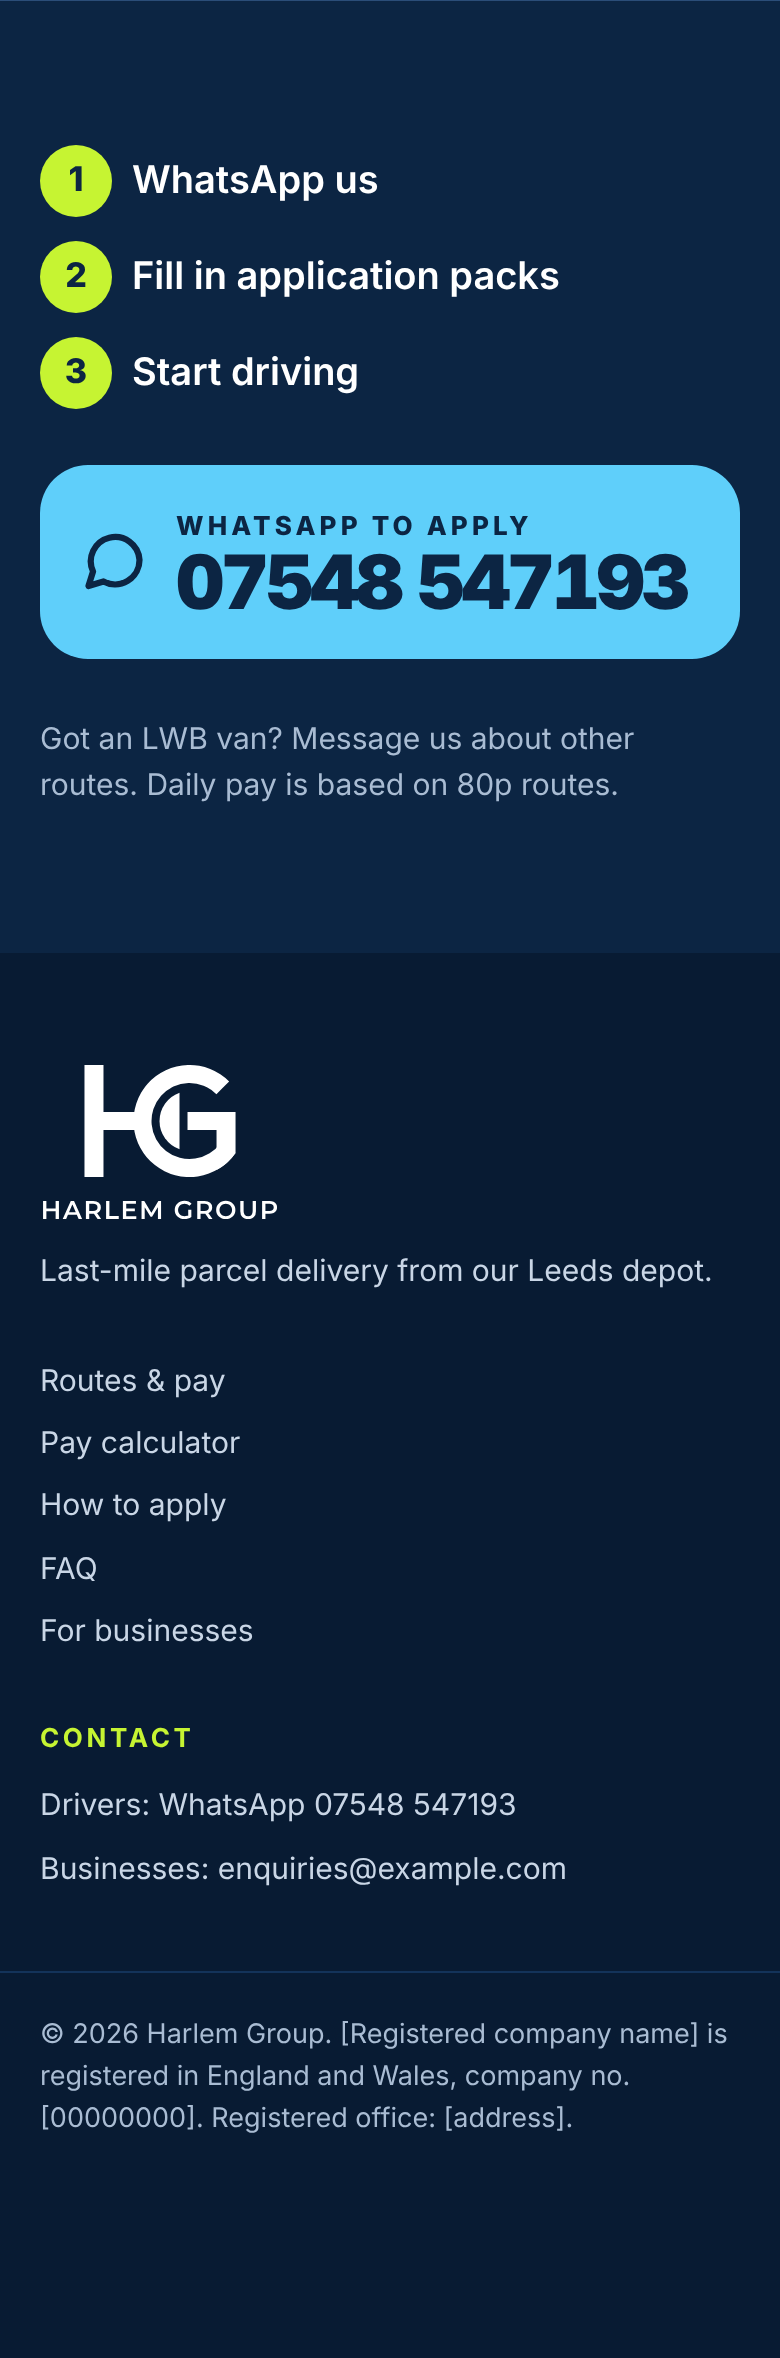 1 WhatsApp us
2 Fill in application packs
3 Start driving
WHATSAPP TO APPLY
07548 547193
Got an LWB van? Message us about other
routes. Daily pay is based on 80p routes.
HG
HARLEM GROUP
Last-mile parcel delivery from our Leeds depot.
Routes & pay
Pay calculator
How to apply
FAQ
For businesses
CONTACT
Drivers: WhatsApp 07548 547193
Businesses: enquiries@example.com
© 2026 Harlem Group. [Registered company name] is
registered in England and Wales, company no.
[00000000]. Registered office: [address].